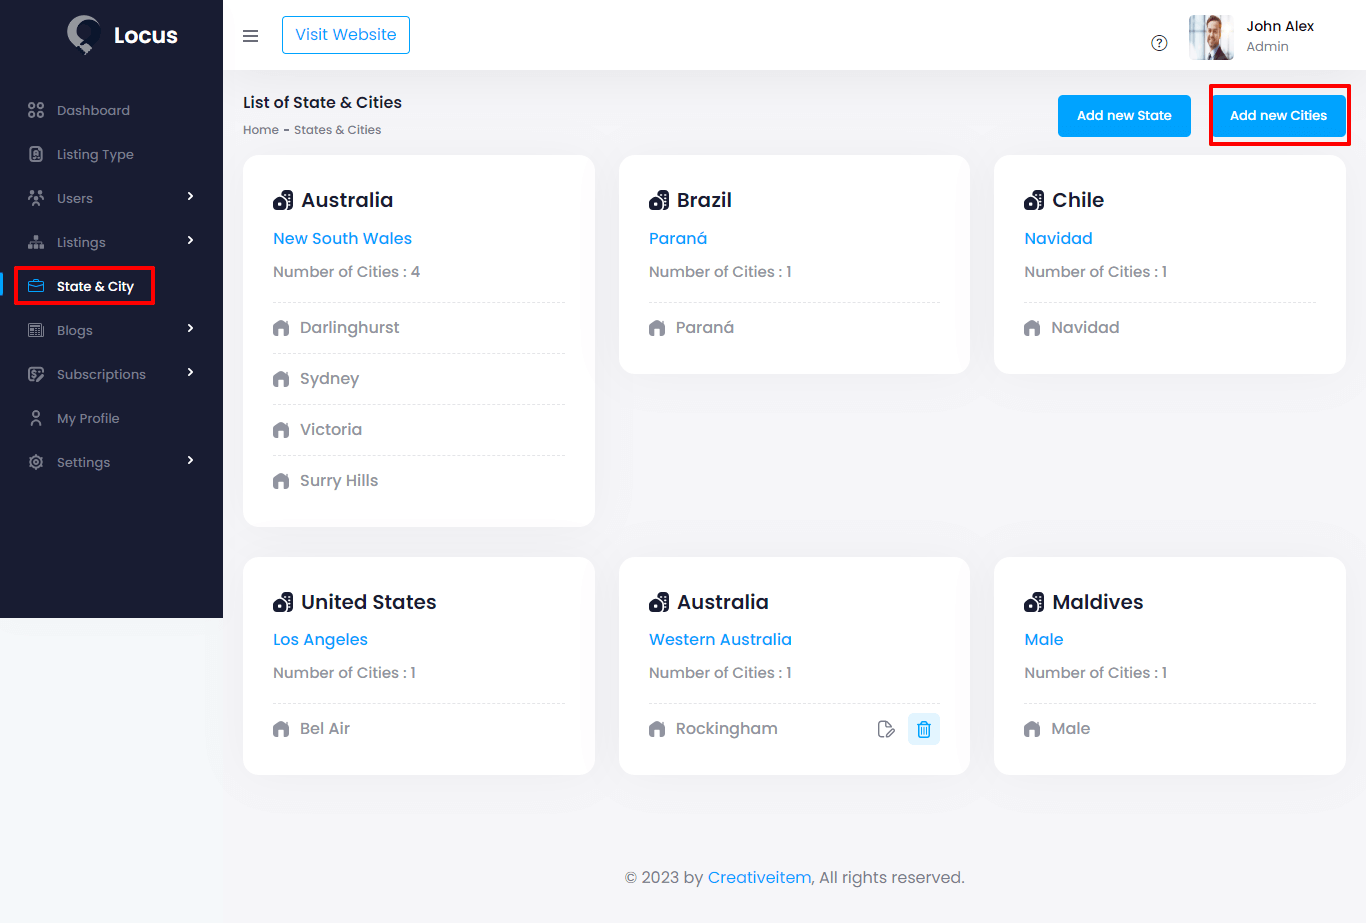 Locus
Visit Website
John Alex
Admin
Dashboard
Listing Type
Users
Listings
State & City
Blogs
Subscriptions
My Profile
Settings
List of State & Cities
Home - States & Cities
Add new State
Add new Cities
Australia
New South Wales
Number of Cities : 4
Darlinghurst
Sydney
Victoria
Surry Hills
Brazil
Paraná
Number of Cities : 1
Paraná
Chile
Navidad
Number of Cities : 1
Navidad
United States
Los Angeles
Number of Cities : 1
Bel Air
Australia
Western Australia
Number of Cities : 1
Rockingham
Maldives
Male
Number of Cities : 1
Male
© 2023 by Creativeitem, All rights reserved.